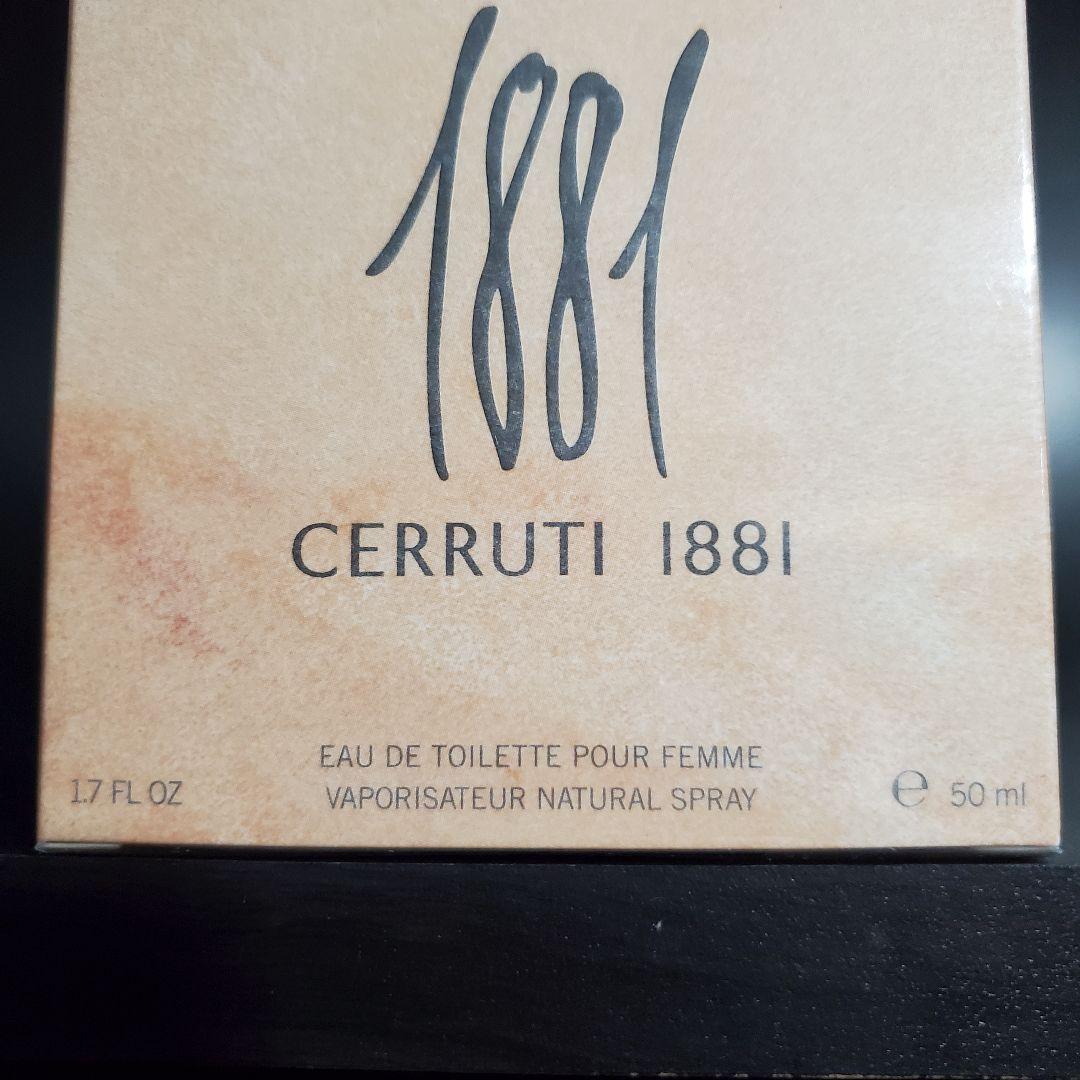 1881
CERRUTI 1881
EAU DE TOILETTE POUR FEMME
1.7 FL OZ VAPORISATEUR NATURAL SPRAY ℮ 50 ml